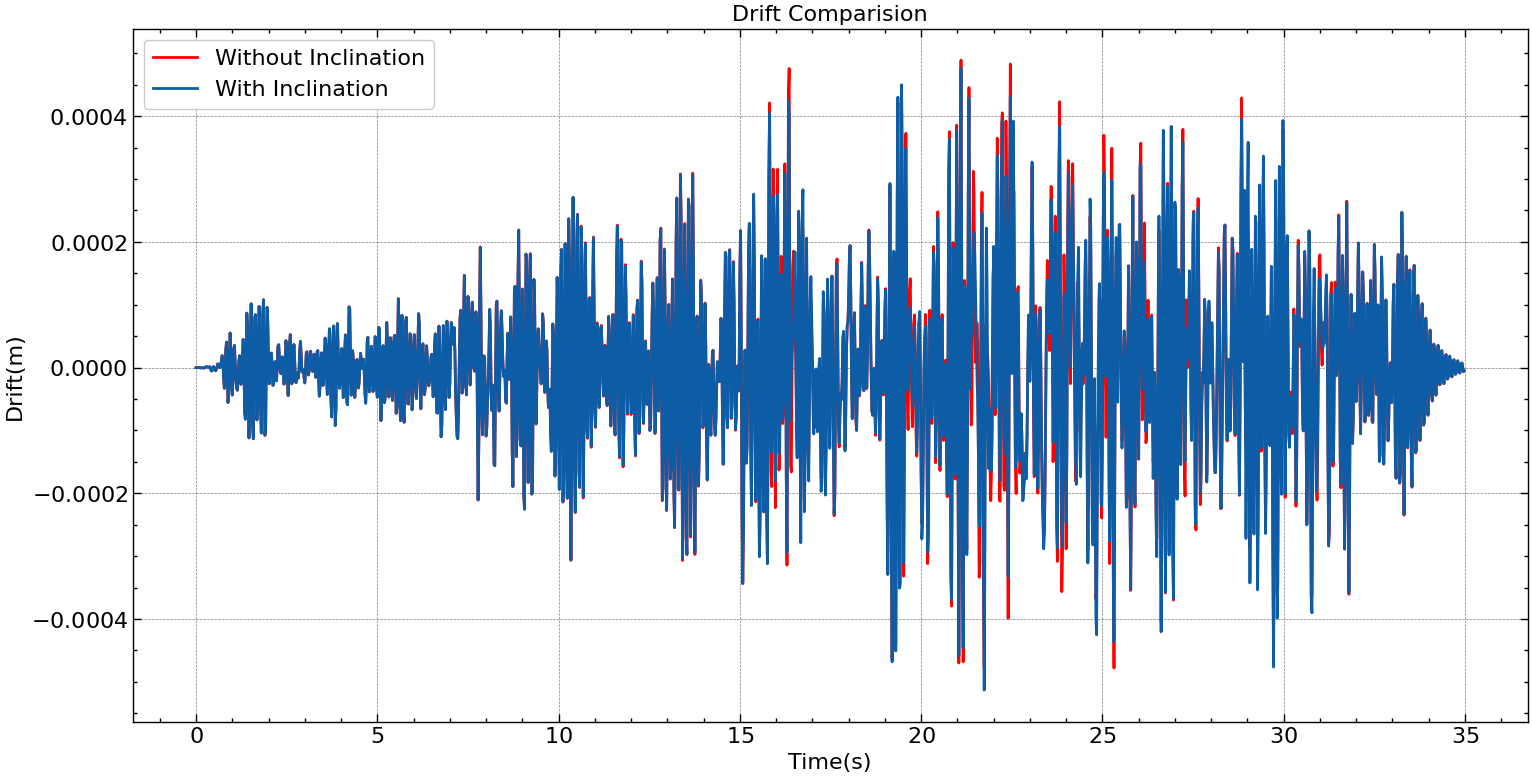 Drift Comparision
Without Inclination
With Inclination
0.0004
0.0002
0.0000
−0.0002
−0.0004
Drift(m)
0 5 10 15 20 25 30 35
Time(s)